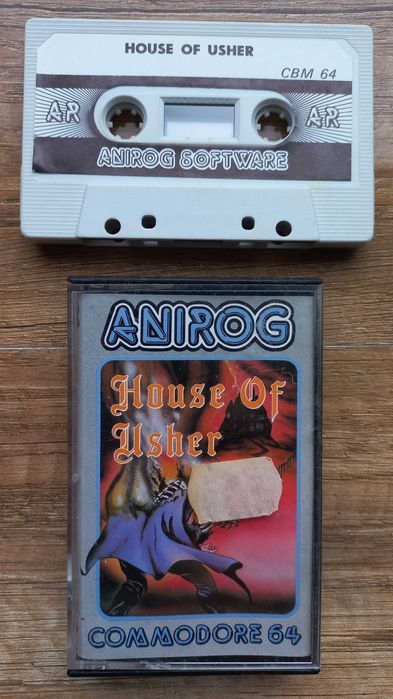 HOUSE OF USHER
CBM 64
AR AR
ANIROG SOFTWARE
ANIROG
House Of
Usher
COMMODORE 64